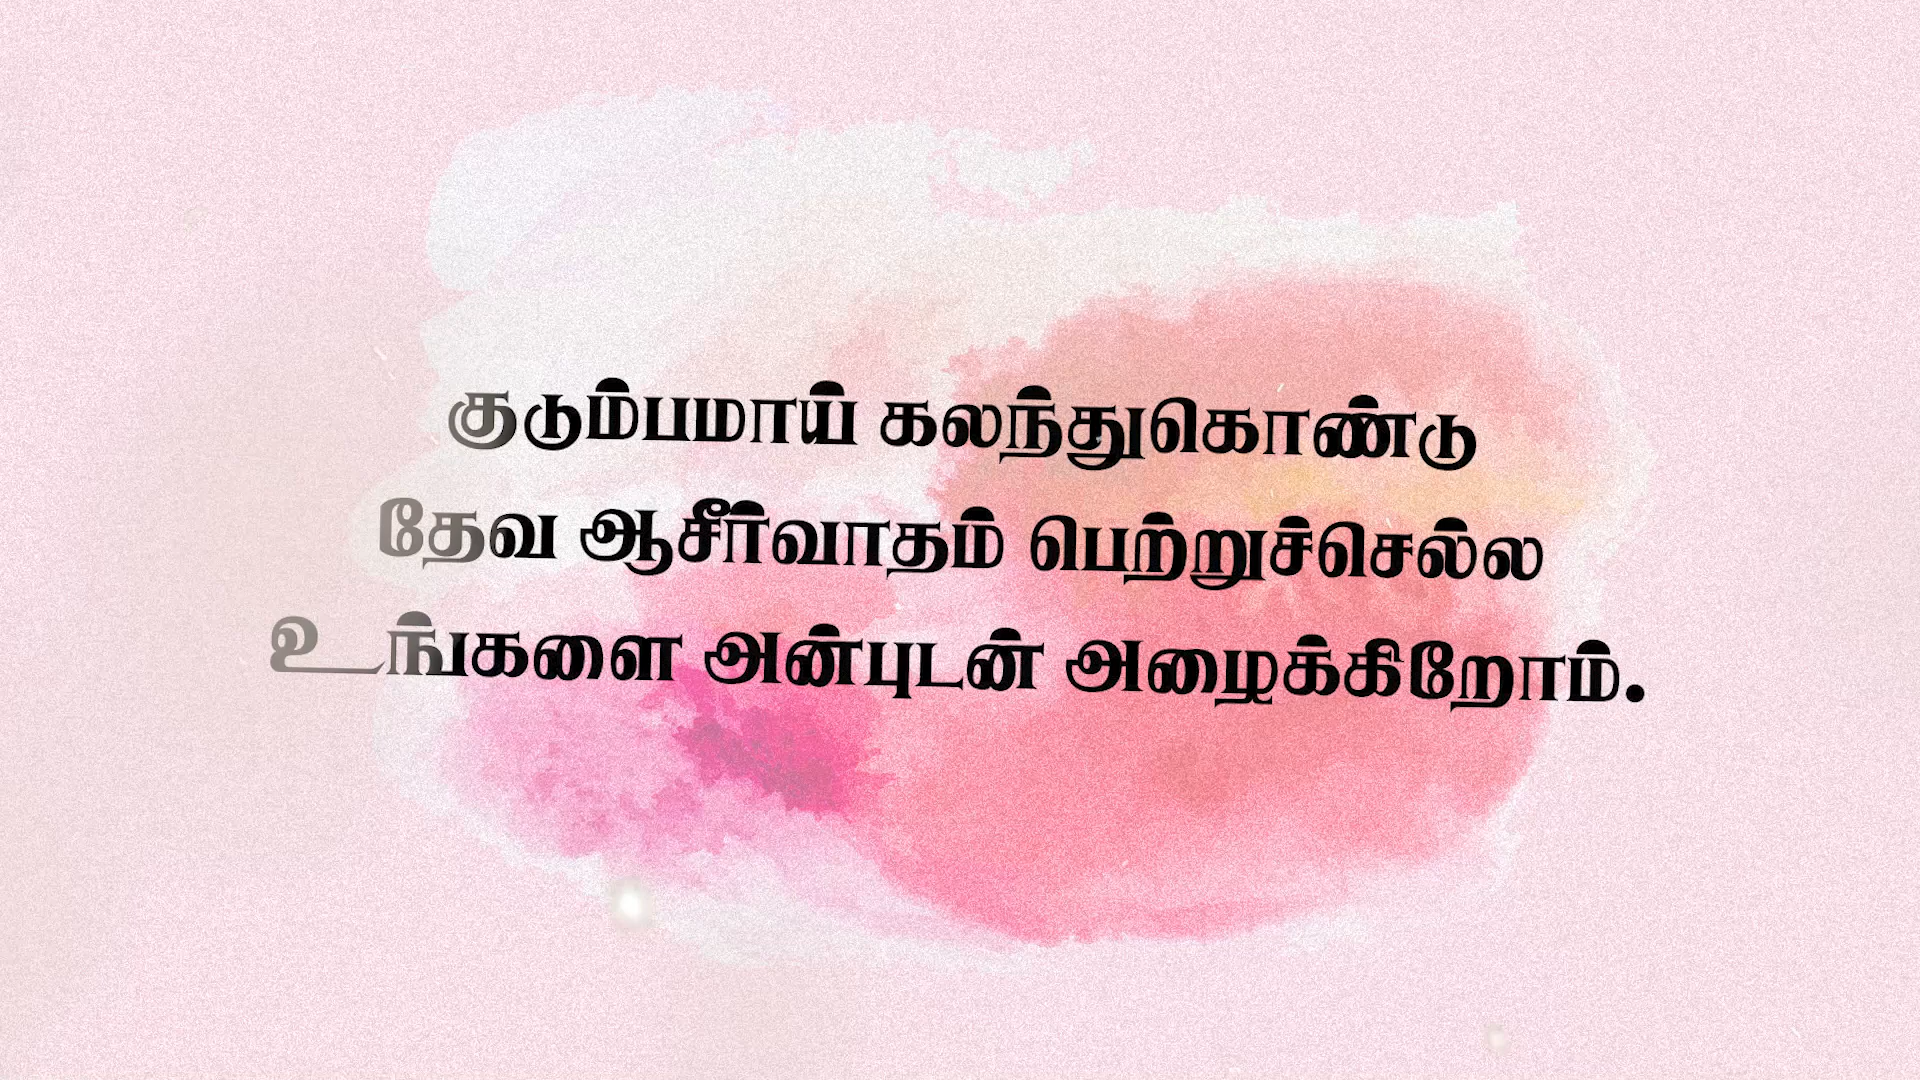 குடும்பமாய் கலந்துகொண்டு
தேவ ஆசீர்வாதம் பெற்றுச்செல்ல
உங்களை அன்புடன் அழைக்கிறோம்.